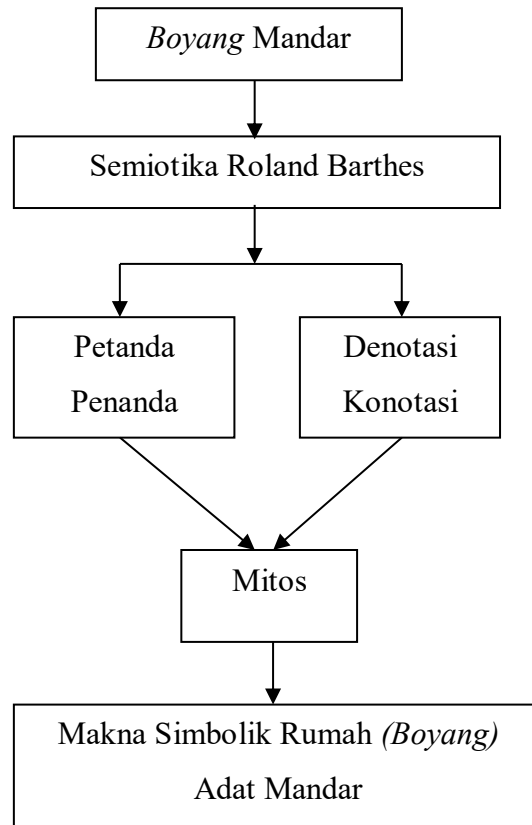 Boyang Mandar
Semiotika Roland Barthes
Petanda
Penanda
Denotasi
Konotasi
Mitos
Makna Simbolik Rumah (Boyang)
Adat Mandar